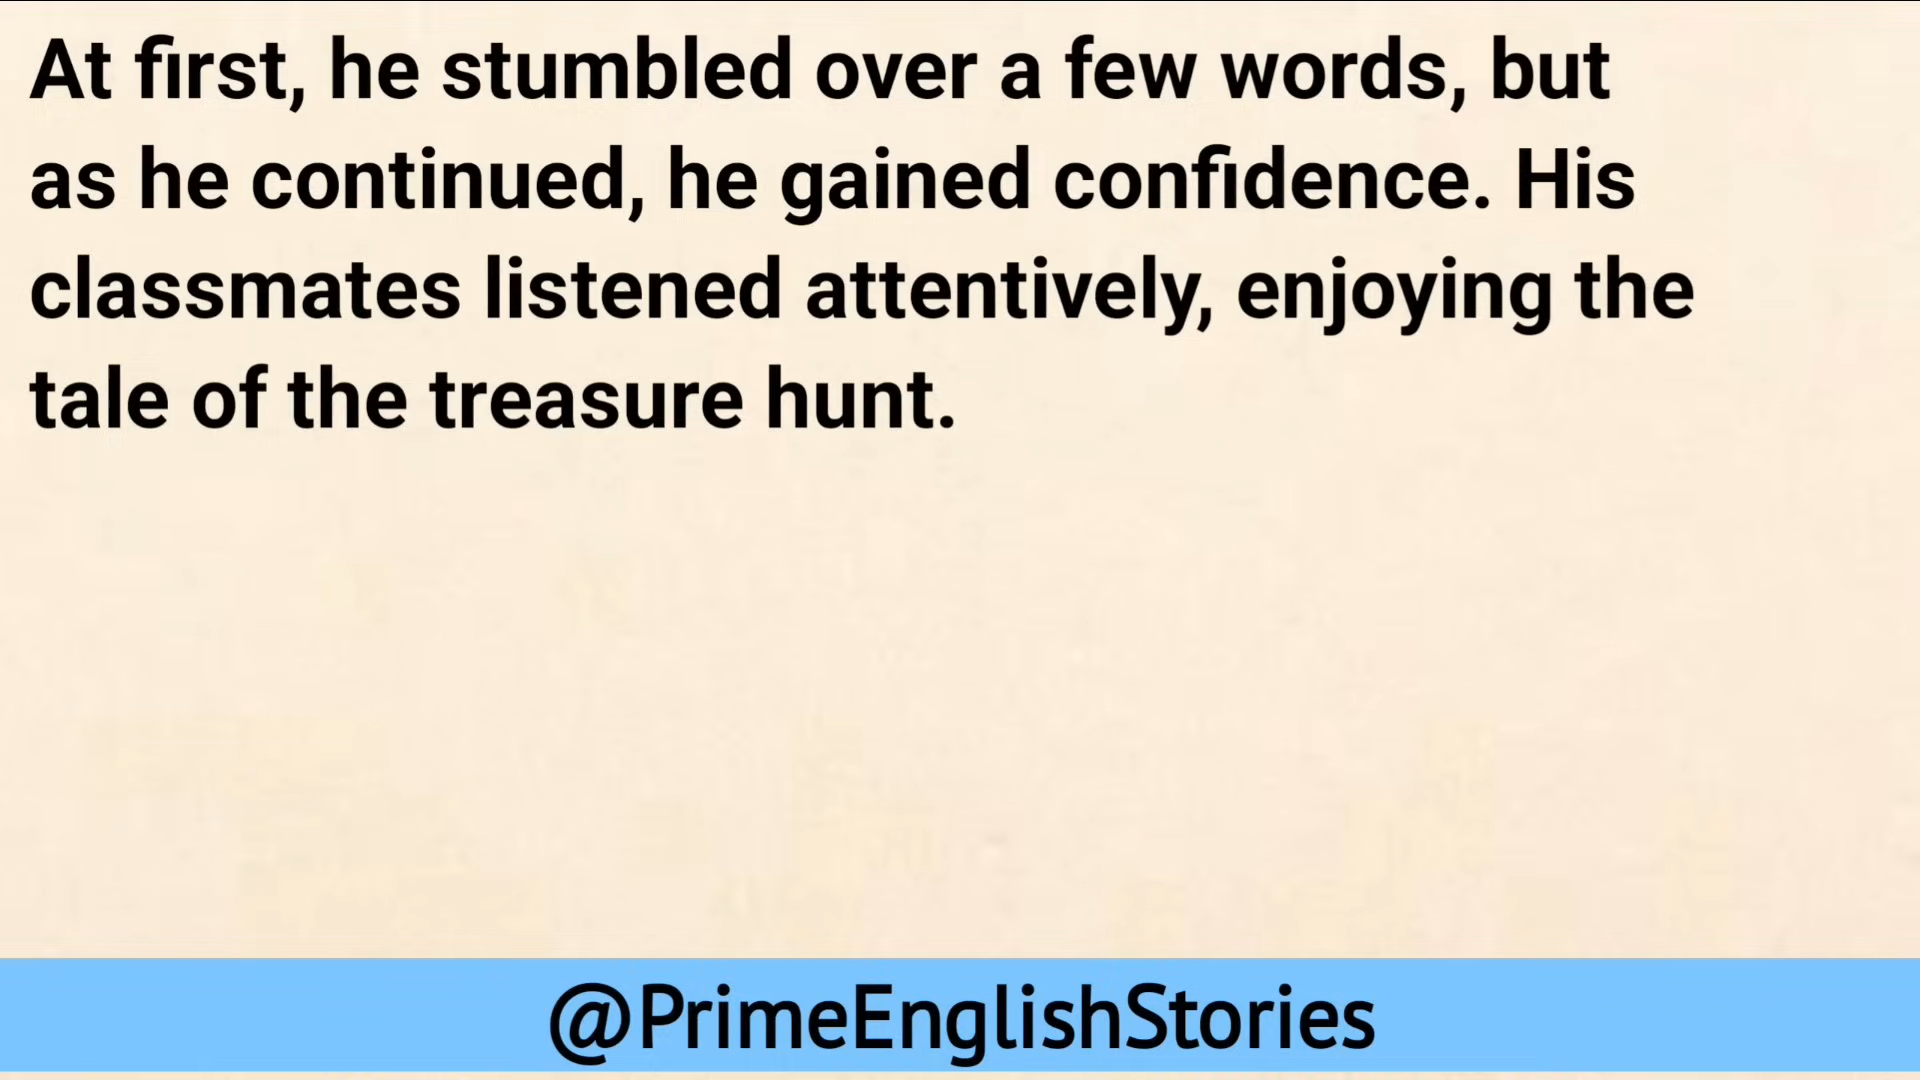 At first, he stumbled over a few words, but
as he continued, he gained confidence. His
classmates listened attentively, enjoying the
tale of the treasure hunt.
@PrimeEnglishStories